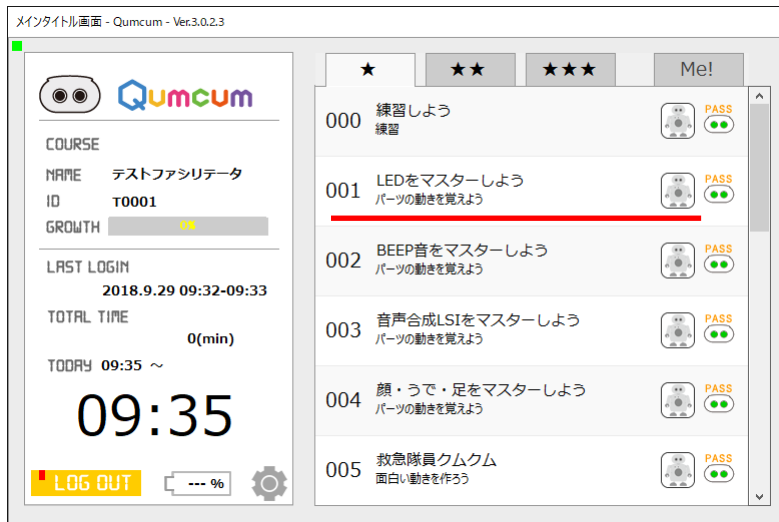 メインタイトル画面 - Qumcum - Ver.3.0.2.3
Qumcum
COURSE
NAME テストファシリテータ
ID T0001
GROWTH 0%
LAST LOGIN
2018.9.29 09:32-09:33
TOTAL TIME
0(min)
TODAY 09:35 ～
09:35
LOG OUT --- %
★ ★★ ★★★ Me!
000 練習しよう PASS
練習
001 LEDをマスターしよう PASS
パーツの動きを覚えよう
002 BEEP音をマスターしよう PASS
パーツの動きを覚えよう
003 音声合成LSIをマスターしよう PASS
パーツの動きを覚えよう
004 顔・うで・足をマスターしよう PASS
パーツの動きを覚えよう
005 救急隊員クムクム PASS
面白い動きを作ろう